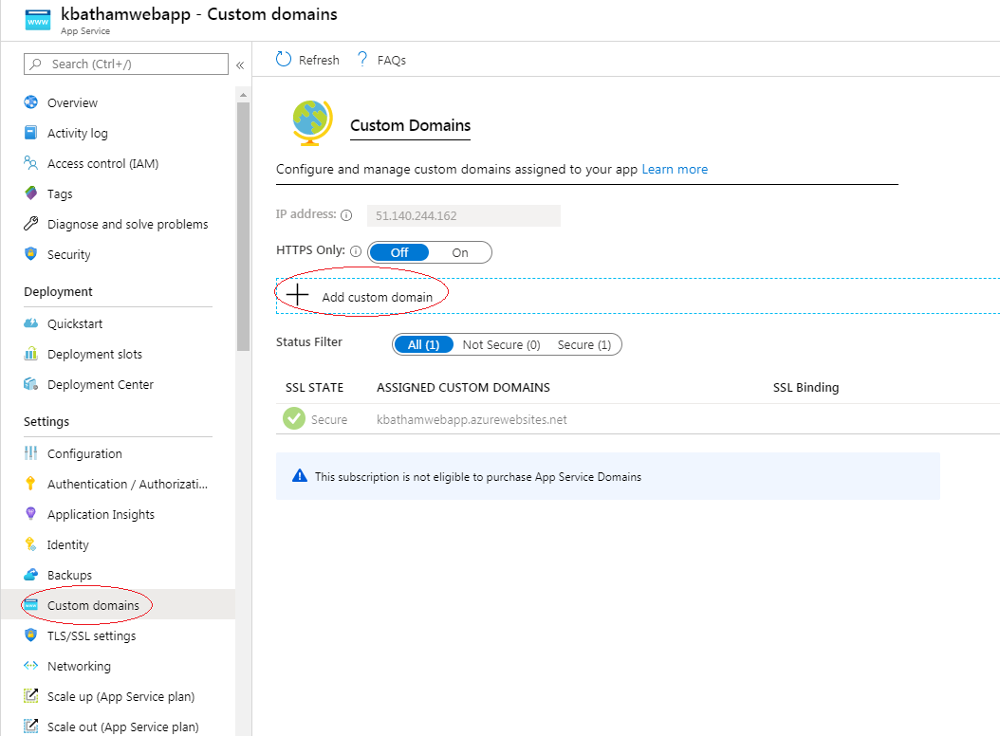 kbathamwebapp - Custom domains
App Service
Search (Ctrl+/)
«
Overview
Activity log
Access control (IAM)
Tags
Diagnose and solve problems
Security
Deployment
Quickstart
Deployment slots
Deployment Center
Settings
Configuration
Authentication / Authorizati...
Application Insights
Identity
Backups
Custom domains
TLS/SSL settings
Networking
Scale up (App Service plan)
Scale out (App Service plan)
Refresh
? FAQs
Custom Domains
Configure and manage custom domains assigned to your app Learn more
IP address: 51.140.244.162
HTTPS Only: Off On
Add custom domain
Status Filter All (1) Not Secure (0) Secure (1)
SSL STATE ASSIGNED CUSTOM DOMAINS SSL Binding
Secure kbathamwebapp.azurewebsites.net
This subscription is not eligible to purchase App Service Domains